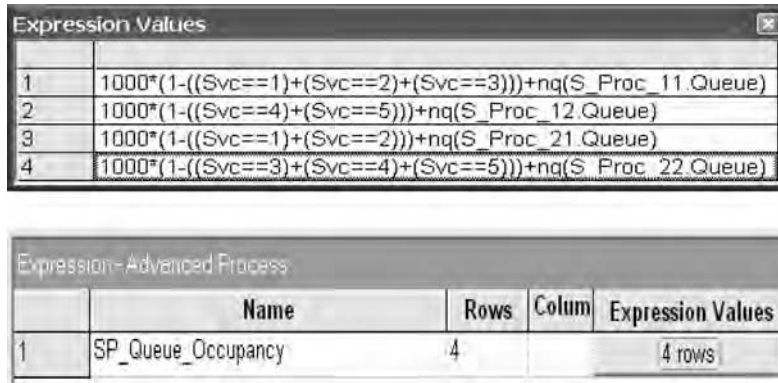 Expression Values
1 1000*(1-((Svc==1)+(Svc==2)+(Svc==3)))+nq(S_Proc_11.Queue)
2 1000*(1-((Svc==4)+(Svc==5)))+nq(S_Proc_12.Queue)
3 1000*(1-((Svc==1)+(Svc==2)))+nq(S_Proc_21.Queue)
4 1000*(1-((Svc==3)+(Svc==4)+(Svc==5)))+nq(S_Proc_22.Queue)
Expression - Advanced Process
Name Rows Colum Expression Values
1 SP_Queue_Occupancy 4 4 rows